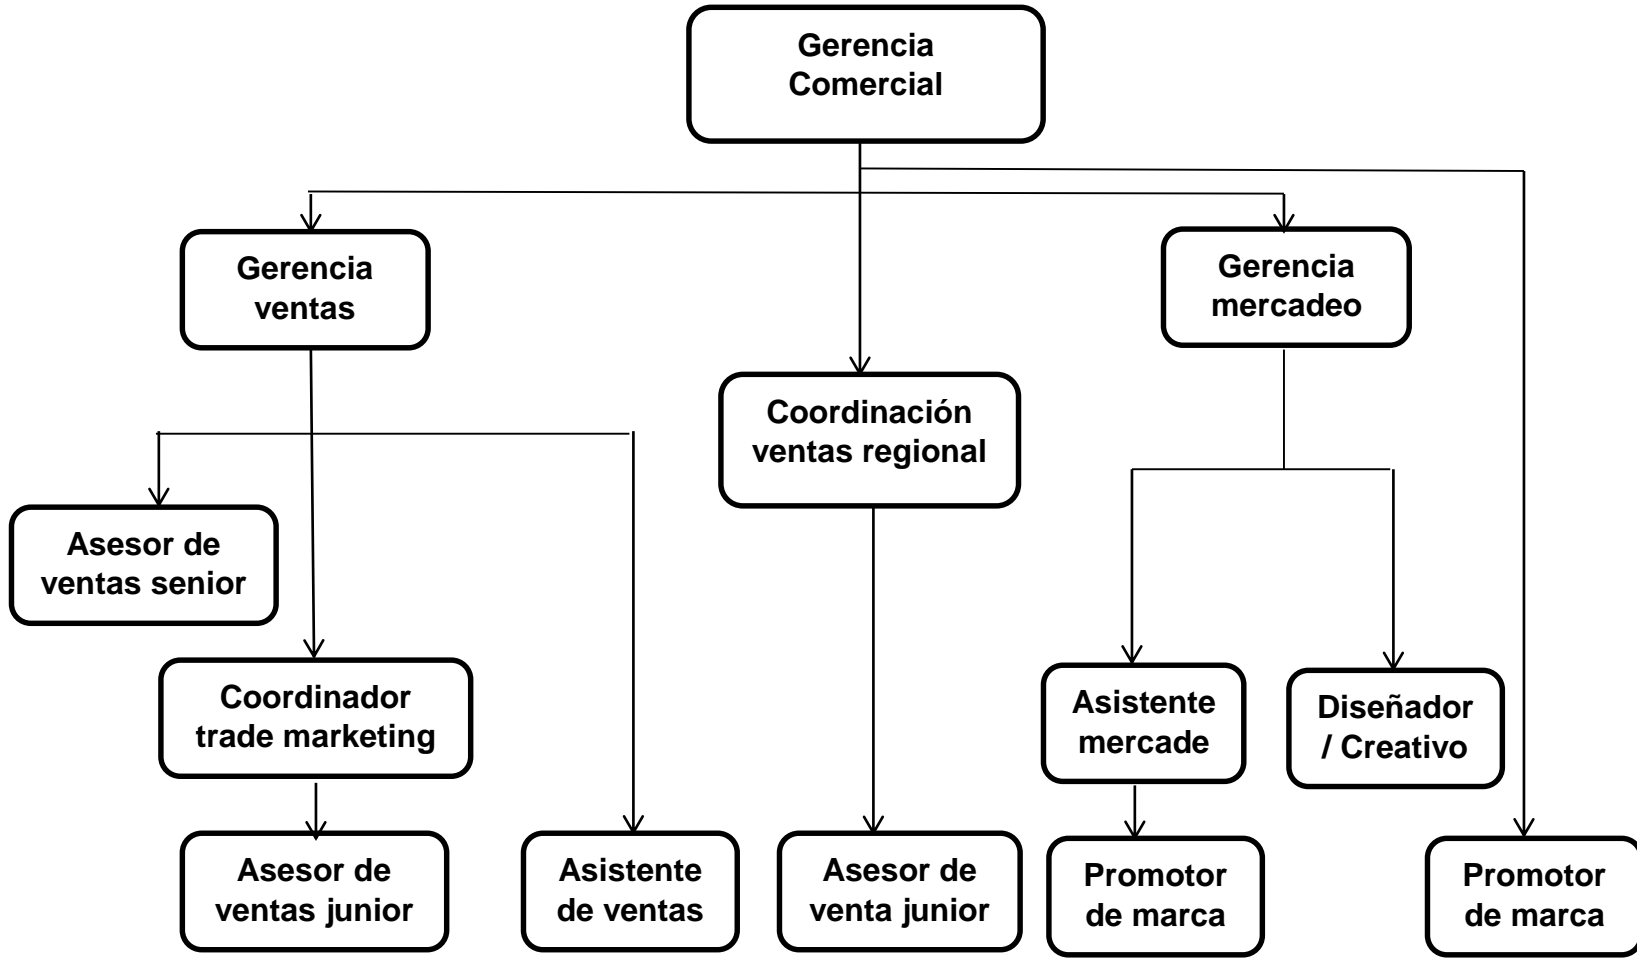 Gerencia
Comercial
Gerencia
ventas
Gerencia
mercadeo
Coordinación
ventas regional
Asesor de
ventas senior
Coordinador
trade marketing
Asistente
mercade
Diseñador
/ Creativo
Asesor de
ventas junior
Asistente
de ventas
Asesor de
venta junior
Promotor
de marca
Promotor
de marca